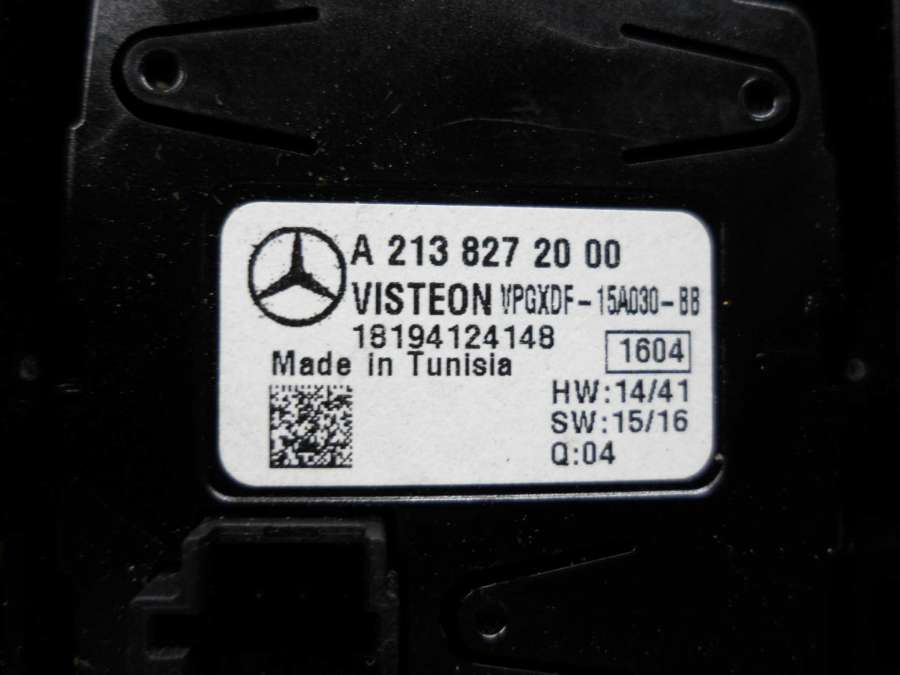 A 213 827 20 00
VISTEON VPGXDF-15A030-BB
18194124148
1604
Made in Tunisia
HW:14/41
SW:15/16
Q:04